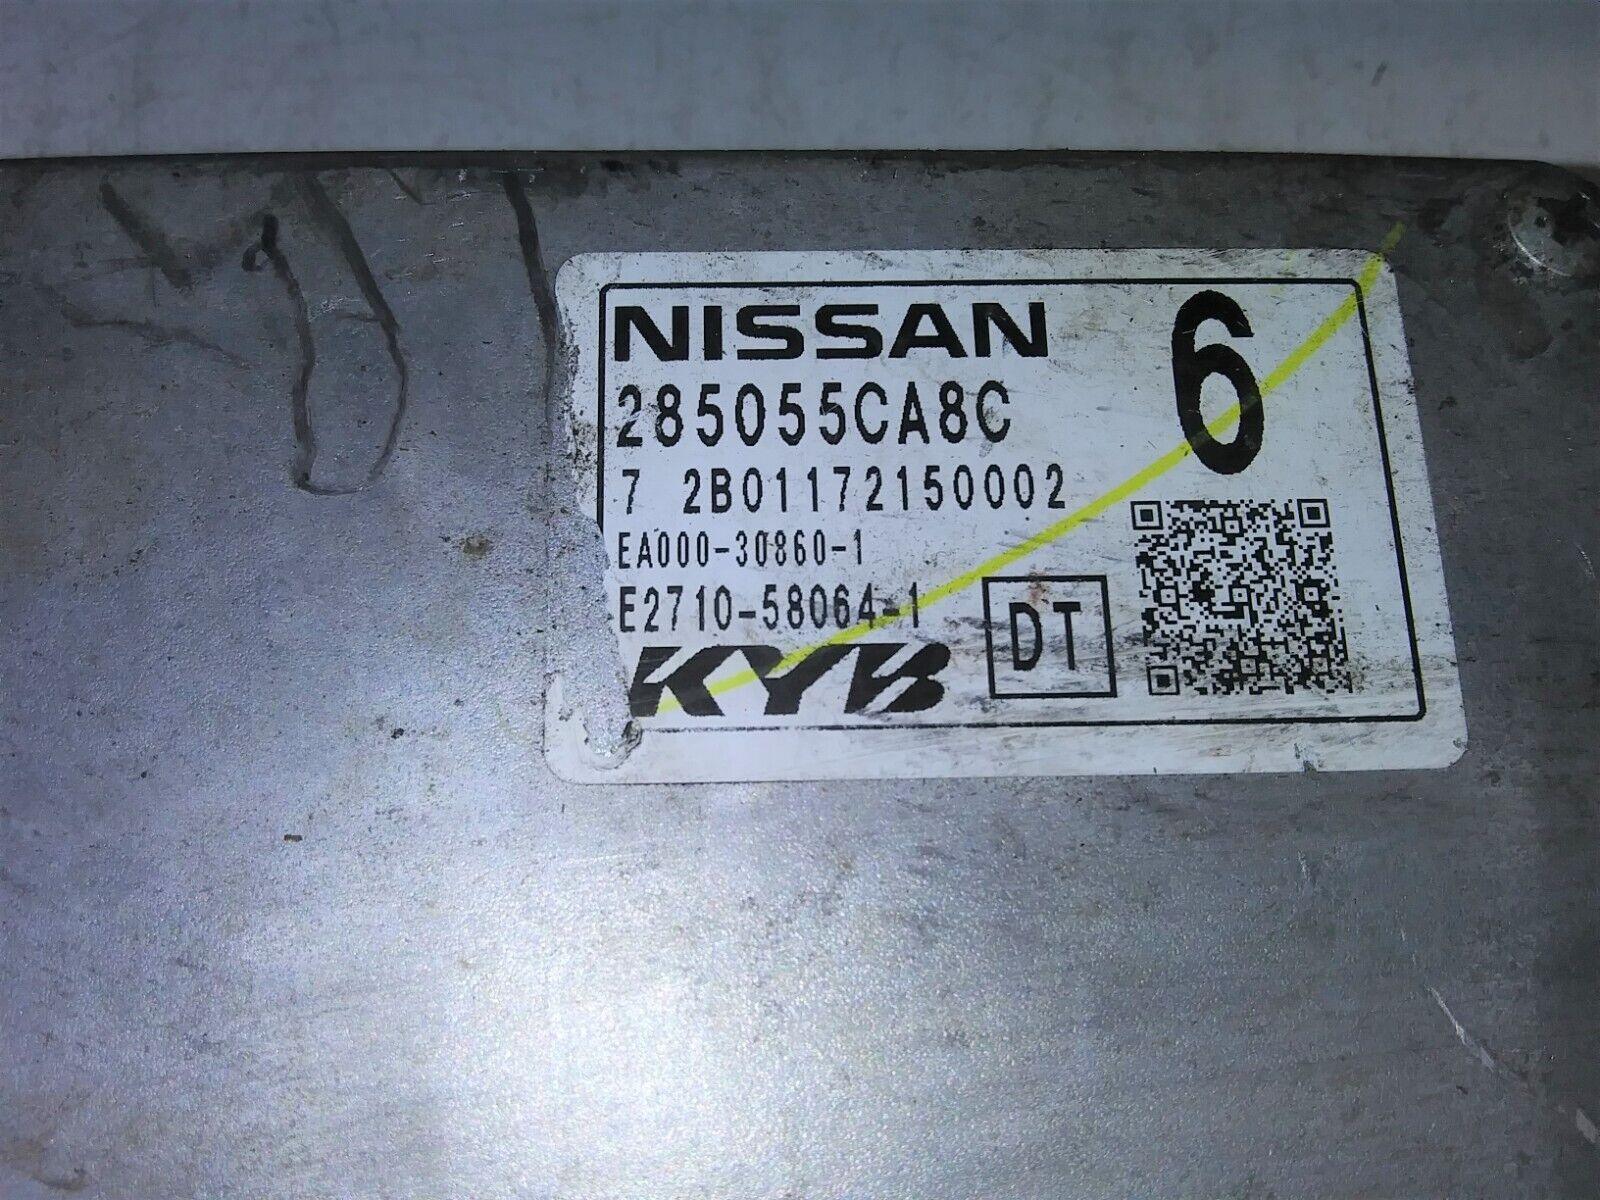 NISSAN
6
285055CA8C
7 2B01172150002
EA000-30860-1
E2710-58064-1
KYB
DT